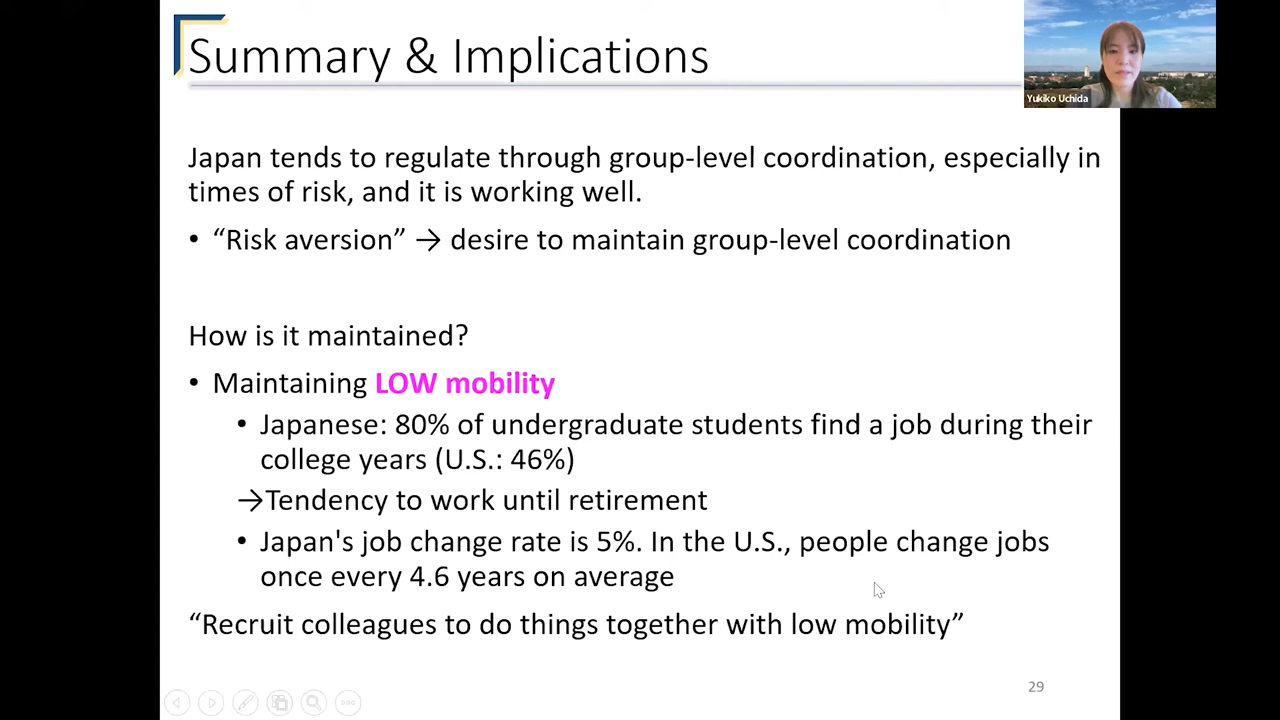 Summary & Implications
Yukiko Uchida
Japan tends to regulate through group-level coordination, especially in
times of risk, and it is working well.
• “Risk aversion” → desire to maintain group-level coordination
How is it maintained?
• Maintaining LOW mobility
• Japanese: 80% of undergraduate students find a job during their
college years (U.S.: 46%)
→Tendency to work until retirement
• Japan's job change rate is 5%. In the U.S., people change jobs
once every 4.6 years on average
“Recruit colleagues to do things together with low mobility”
29